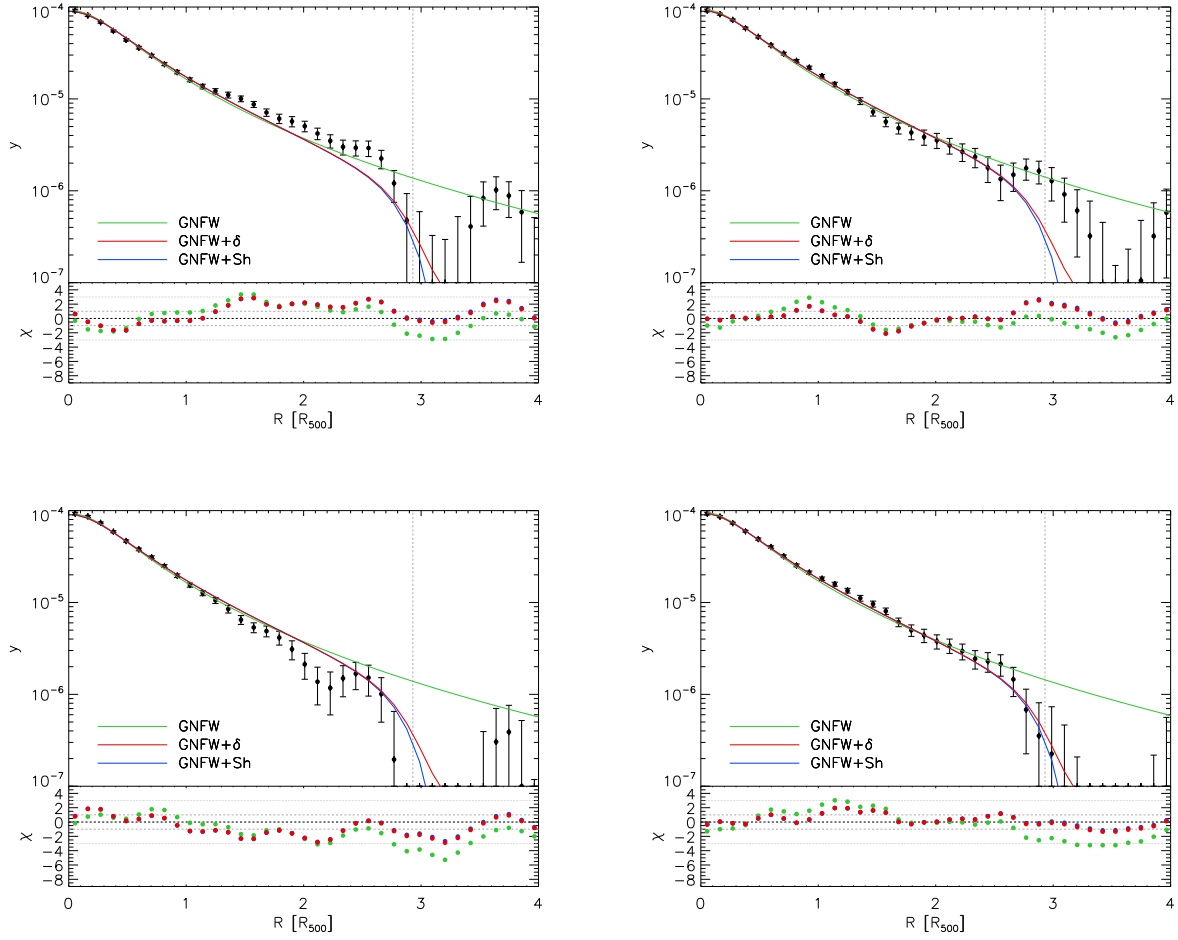 10⁻⁴
10⁻⁵
10⁻⁶
10⁻⁷
y
GNFW
GNFW+δ
GNFW+Sh
4
2
0
−2
−4
−6
−8
χ
0 1 2 3 4
R [R₅₀₀]
10⁻⁴
10⁻⁵
10⁻⁶
10⁻⁷
y
GNFW
GNFW+δ
GNFW+Sh
4
2
0
−2
−4
−6
−8
χ
0 1 2 3 4
R [R₅₀₀]
10⁻⁴
10⁻⁵
10⁻⁶
10⁻⁷
y
GNFW
GNFW+δ
GNFW+Sh
4
2
0
−2
−4
−6
−8
χ
0 1 2 3 4
R [R₅₀₀]
10⁻⁴
10⁻⁵
10⁻⁶
10⁻⁷
y
GNFW
GNFW+δ
GNFW+Sh
4
2
0
−2
−4
−6
−8
χ
0 1 2 3 4
R [R₅₀₀]